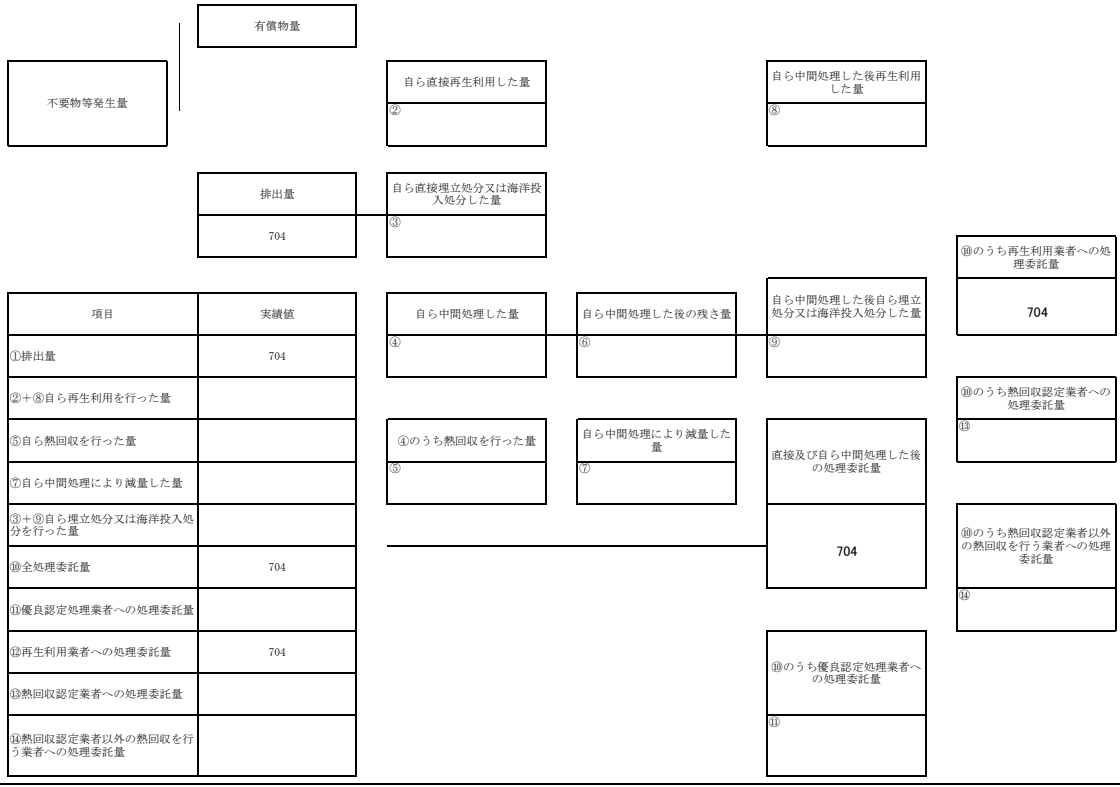 有償物量
不要物等発生量
自ら直接再生利用した量
②
自ら中間処理した後再生利用
した量
⑧
排出量
704
自ら直接埋立処分又は海洋投
入処分した量
③
⑩のうち再生利用業者への処
理委託量
704
項目 実績値
①排出量 704
②+⑧自ら再生利用を行った量
⑤自ら熱回収を行った量
⑦自ら中間処理により減量した量
③+⑨自ら埋立処分又は海洋投入処
分を行った量
⑩全処理委託量 704
⑪優良認定処理業者への処理委託量
⑫再生利用業者への処理委託量 704
⑬熱回収認定業者への処理委託量
⑭熱回収認定業者以外の熱回収を行
う業者への処理委託量
自ら中間処理した量
④
自ら中間処理した後の残さ量
⑥
自ら中間処理した後自ら埋立
処分又は海洋投入処分した量
⑨
④のうち熱回収を行った量
⑤
自ら中間処理により減量した
量
⑦
直接及び自ら中間処理した後
の処理委託量
704
⑩のうち熱回収認定業者への
処理委託量
⑬
⑩のうち熱回収認定業者以外
の熱回収を行う業者への処理
委託量
⑭
⑩のうち優良認定処理業者へ
の処理委託量
⑪